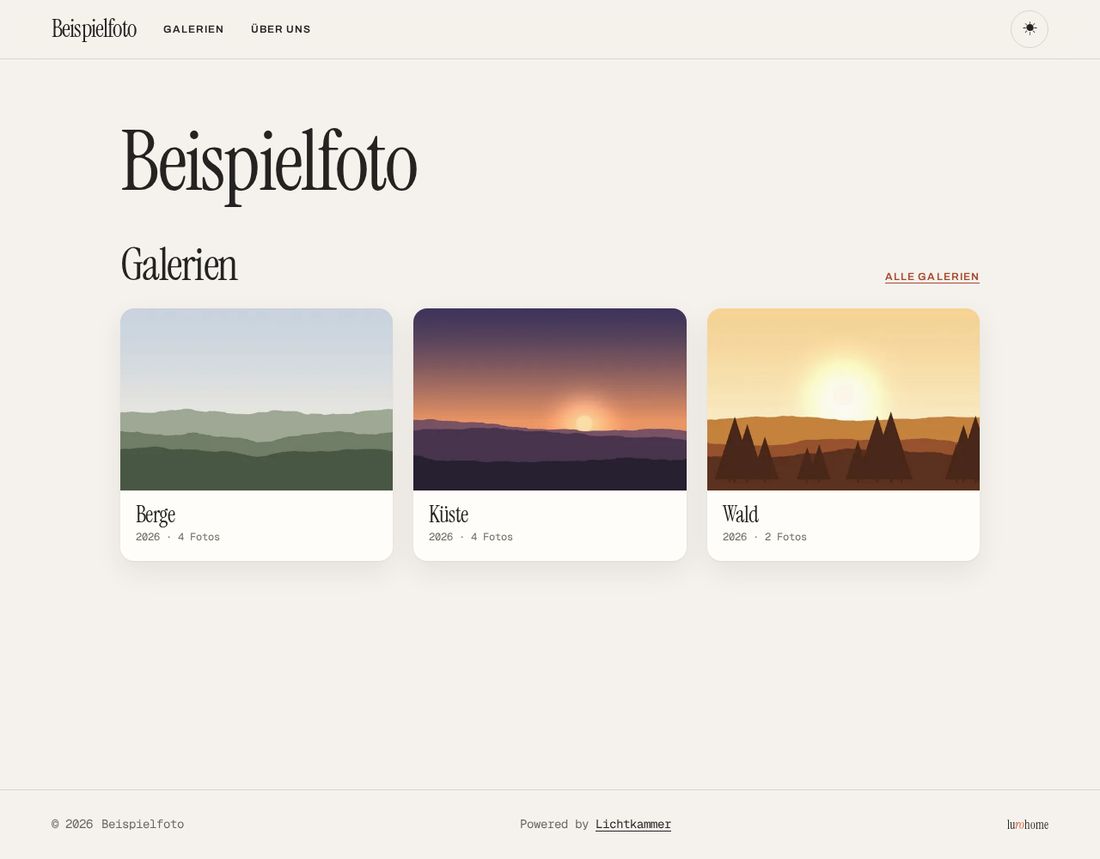 Beispielfoto GALERIEN ÜBER UNS
Beispielfoto
Galerien
ALLE GALERIEN
Berge
2026 · 4 Fotos
Küste
2026 · 4 Fotos
Wald
2026 · 2 Fotos
© 2026 Beispielfoto
Powered by Lichtkammer
lurohome